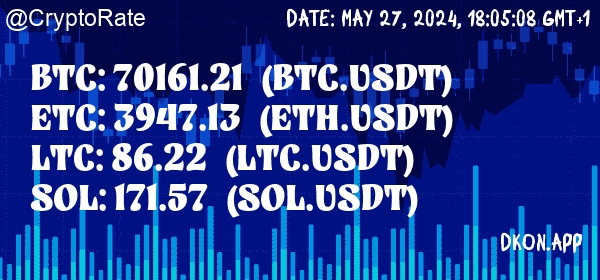 @CryptoRate
DATE: MAY 27, 2024, 18:05:08 GMT+1
BTC: 70161.21 (BTC.USDT)
ETC: 3947.13 (ETH.USDT)
LTC: 86.22 (LTC.USDT)
SOL: 171.57 (SOL.USDT)
DKON.APP